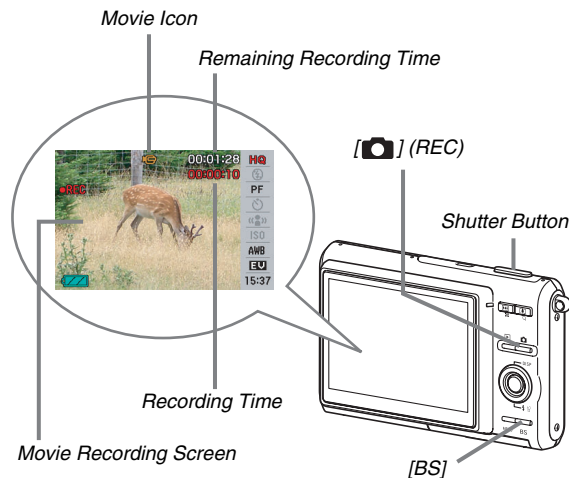 Movie Icon
Remaining Recording Time
[ ] (REC)
Shutter Button
00:01:28 HQ
00:00:10
REC
PF
ISO
AWB
EV
15:37
DISP
BS
Recording Time
Movie Recording Screen
[BS]